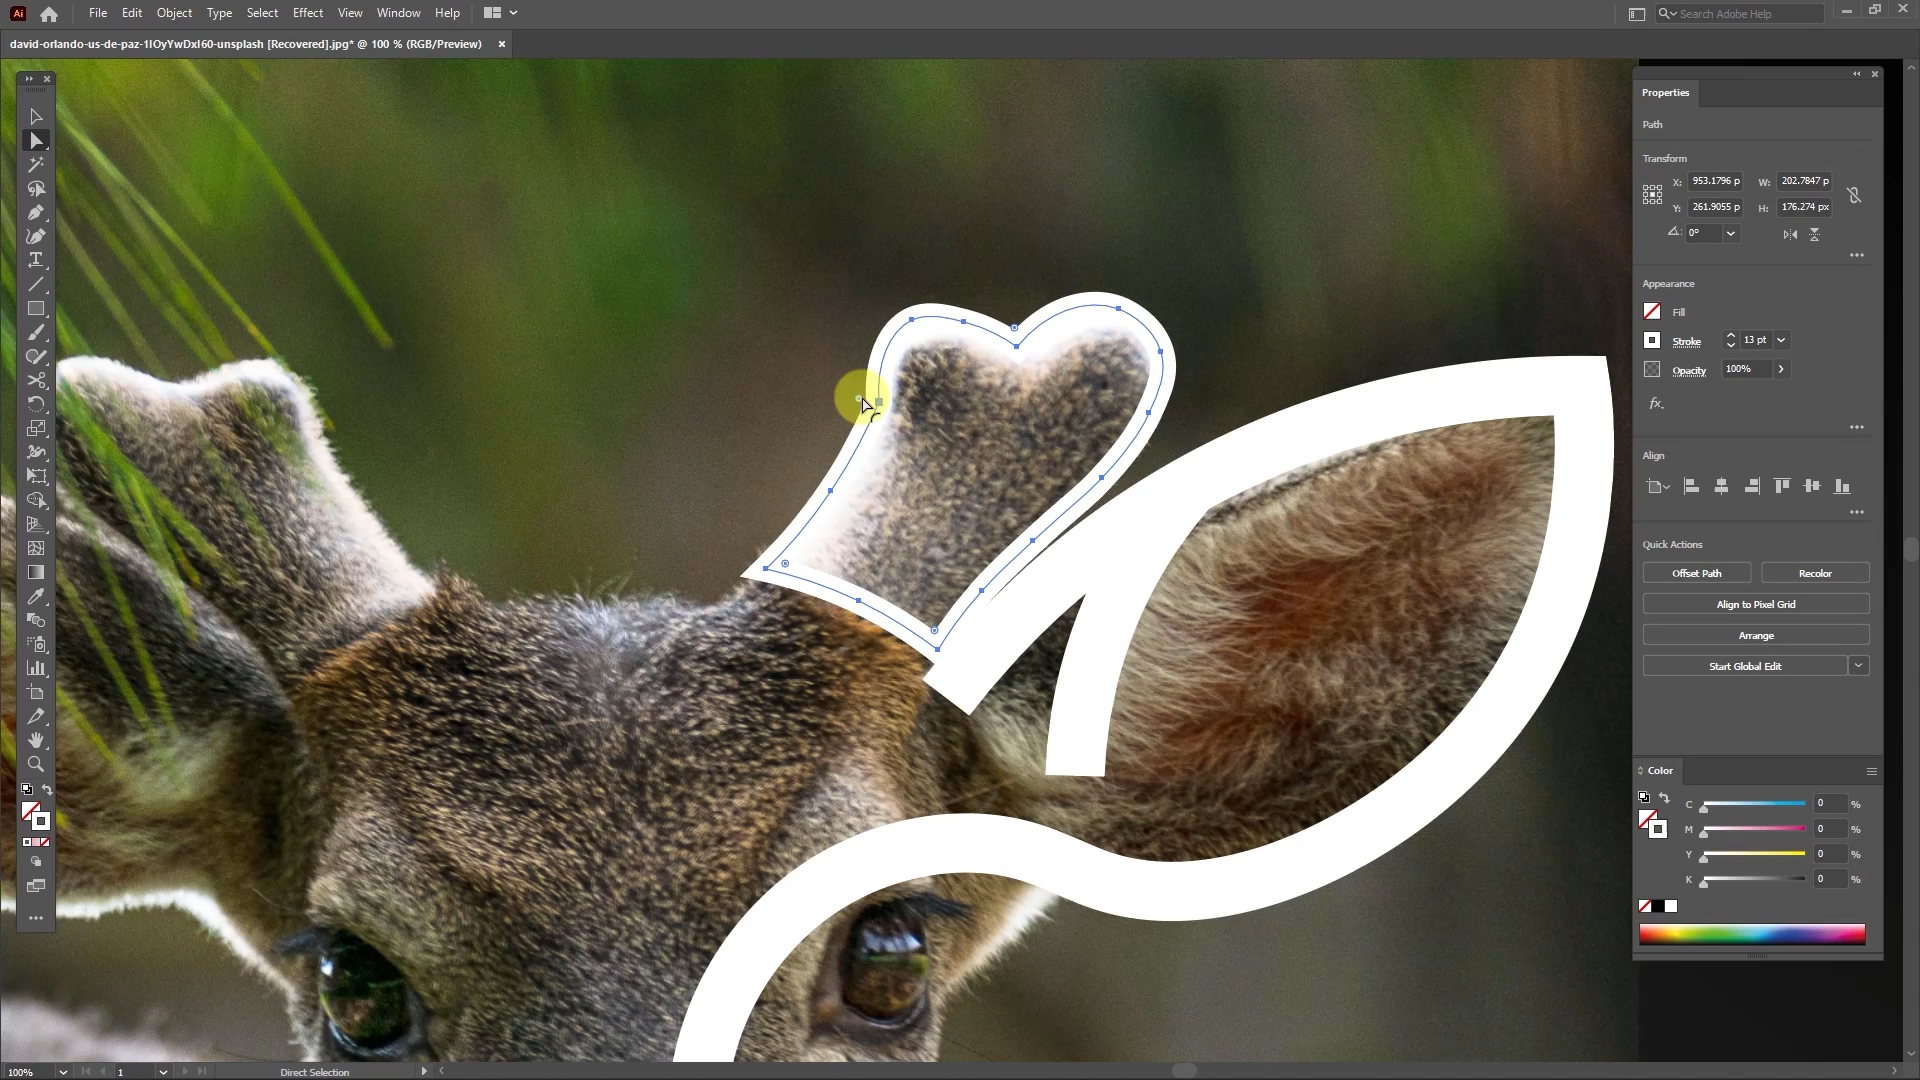 Ai File Edit Object Type Select Effect View Window Help Search Adobe Help
david-orlando-us-de-paz-1IOyYwDxI60-unsplash [Recovered].jpg* @ 100 % (RGB/Preview)
Properties
Path
Transform
X: 953.1796 p W: 202.7847 p
Y: 261.9055 p H: 176.274 px
0°
Appearance
Fill
Stroke 13 pt
Opacity 100%
fx.
Align
Quick Actions
Offset Path Recolor
Align to Pixel Grid
Arrange
Start Global Edit
Color
C 0 %
M 0 %
Y 0 %
K 0 %
100% 1 Direct Selection